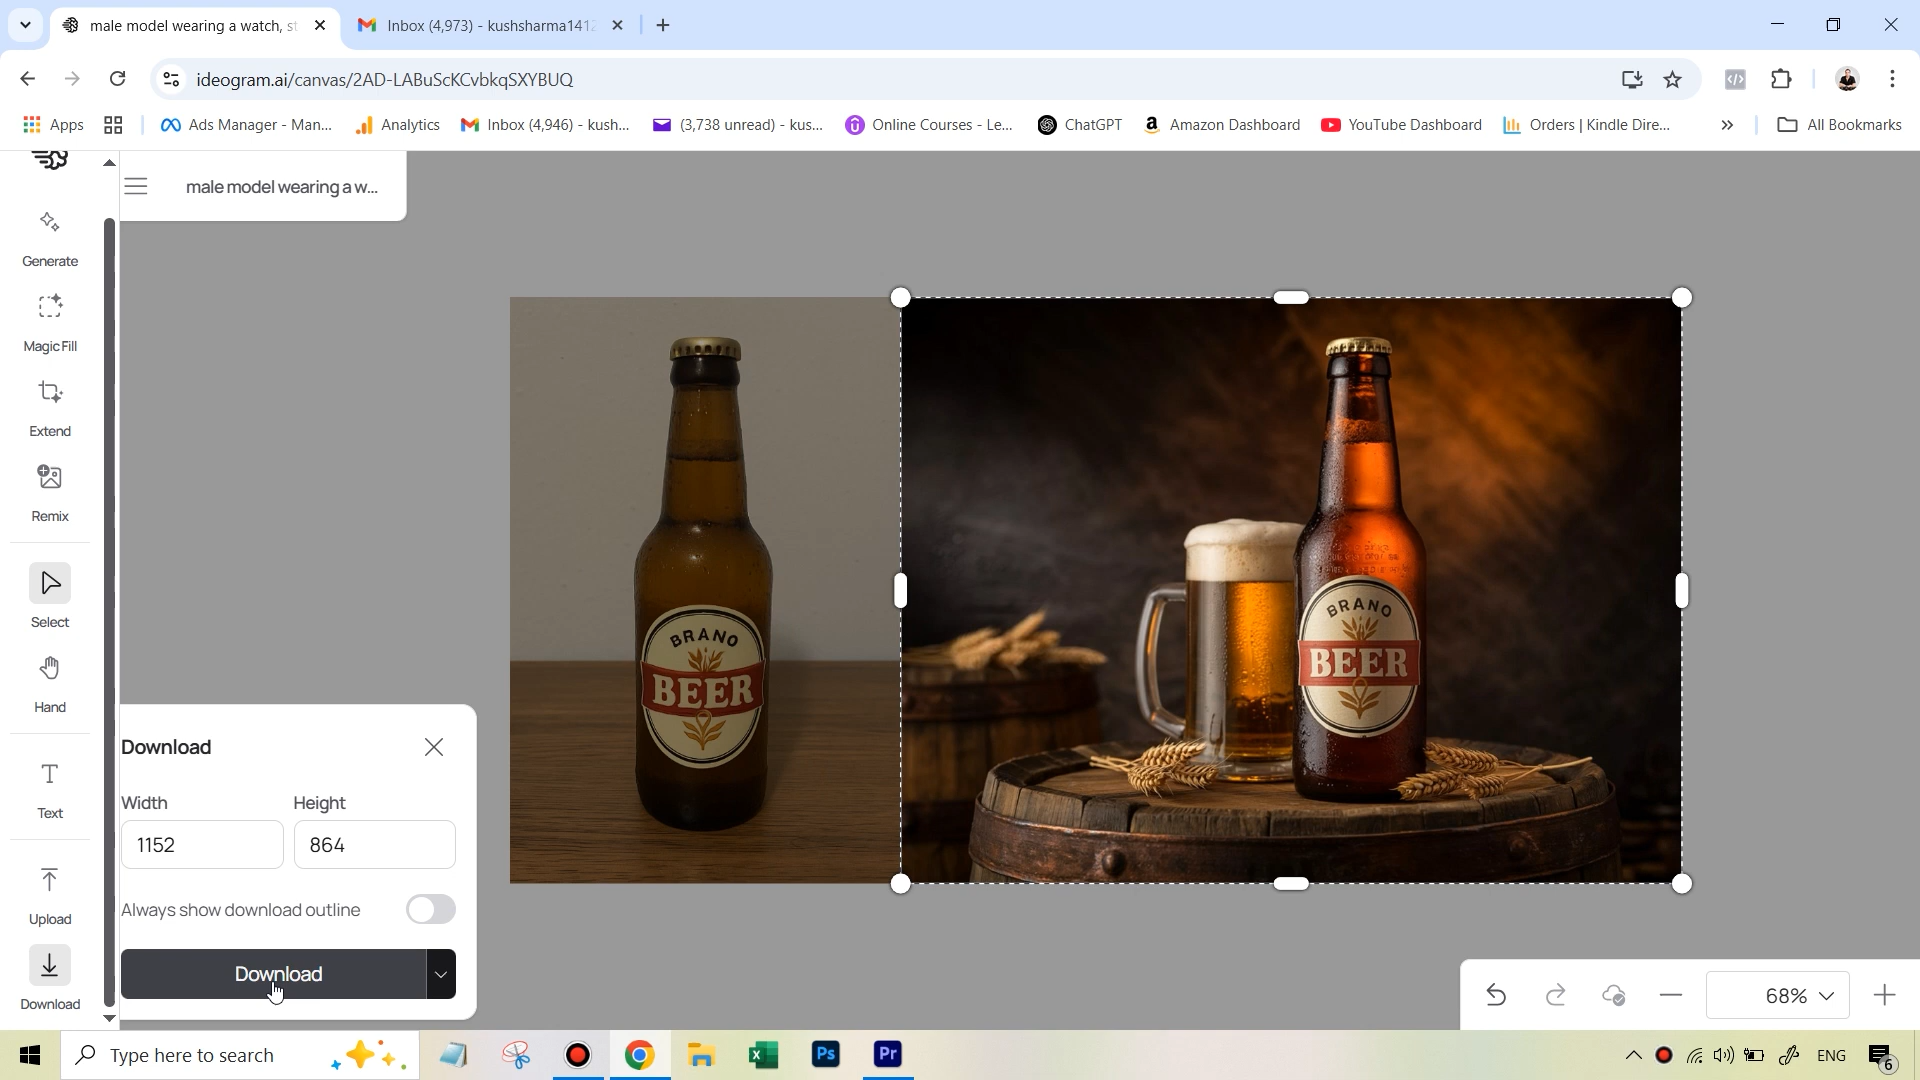 male model wearing a watch, st
Inbox (4,973) - kushsharma141
ideogram.ai/canvas/2AD-LABuScKCvbkqSXYBUQ
Apps
Ads Manager - Man...
Analytics
Inbox (4,946) - kush...
(3,738 unread) - kus...
Online Courses - Le...
ChatGPT
Amazon Dashboard
YouTube Dashboard
Orders | Kindle Dire...
All Bookmarks
male model wearing a w...
Generate
Magic Fill
Extend
Remix
Select
Hand
Text
Upload
Download
BRANO
BEER
BRANO
BEER
Download
Width
Height
1152
864
Always show download outline
Download
68%
Type here to search
Ps
Pr
ENG
6